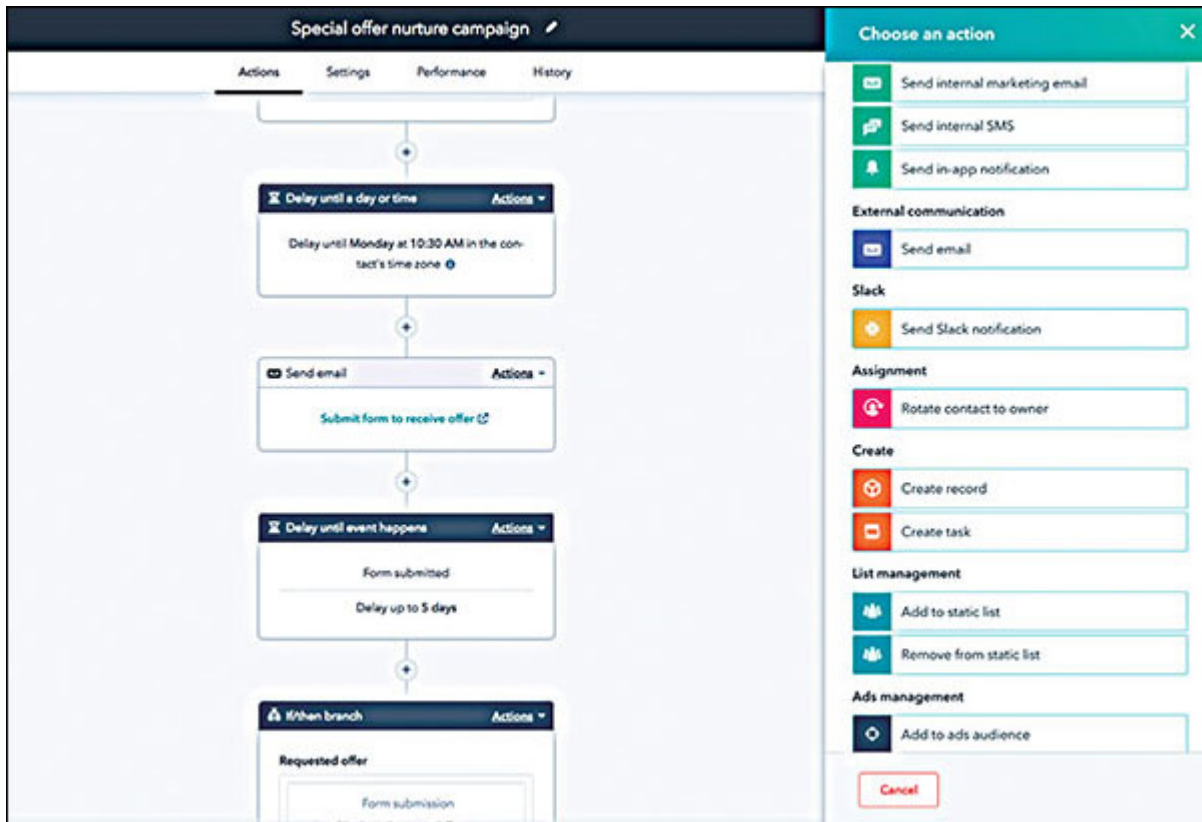 Special offer nurture campaign
Actions
Settings
Performance
History
Delay until a day or time
Actions
Delay until Monday at 10:30 AM in the con-
tact's time zone
Send email
Actions
Submit form to receive offer
Delay until event happens
Actions
Form submitted
Delay up to 5 days
If/then branch
Actions
Requested offer
Form submission
Choose an action
Send internal marketing email
Send internal SMS
Send in-app notification
External communication
Send email
Slack
Send Slack notification
Assignment
Rotate contact to owner
Create
Create record
Create task
List management
Add to static list
Remove from static list
Ads management
Add to ads audience
Cancel